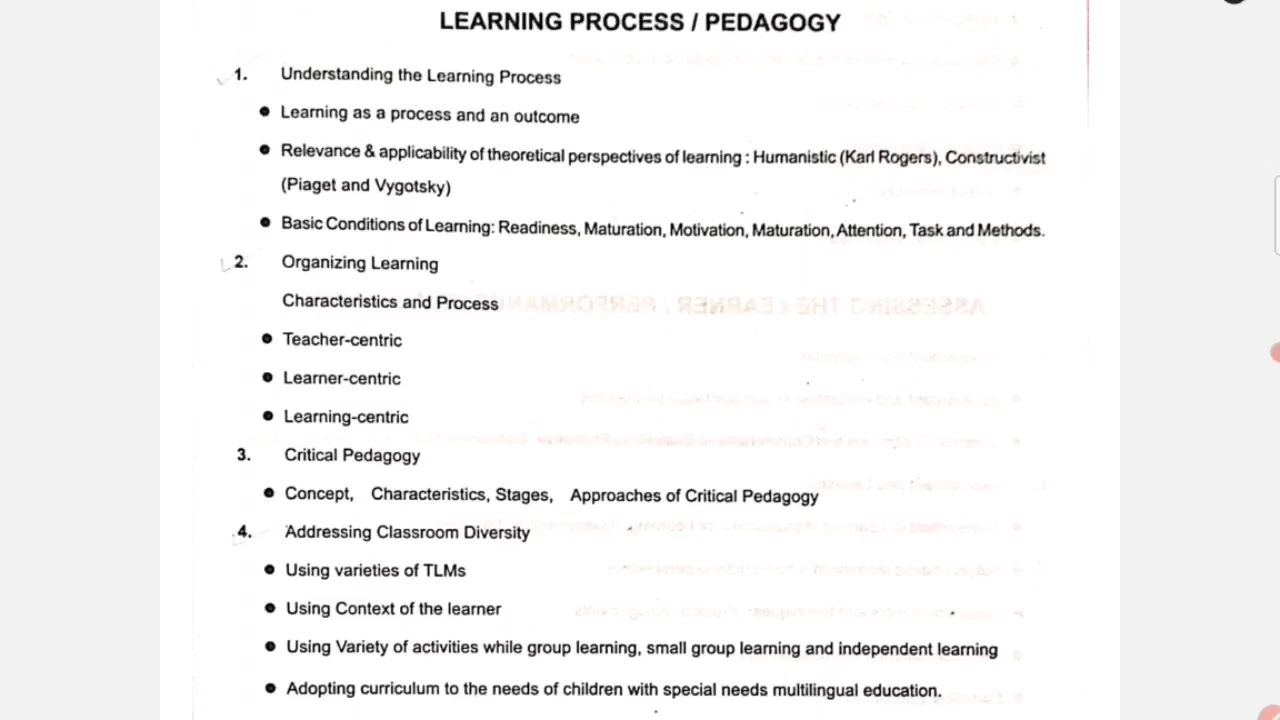 LEARNING PROCESS / PEDAGOGY
1. Understanding the Learning Process
● Learning as a process and an outcome
● Relevance & applicability of theoretical perspectives of learning : Humanistic (Karl Rogers), Constructivist
(Piaget and Vygotsky)
● Basic Conditions of Learning: Readiness, Maturation, Motivation, Maturation, Attention, Task and Methods.
2. Organizing Learning
Characteristics and Process
● Teacher-centric
● Learner-centric
● Learning-centric
3. Critical Pedagogy
● Concept, Characteristics, Stages, Approaches of Critical Pedagogy
4. Addressing Classroom Diversity
● Using varieties of TLMs
● Using Context of the learner
● Using Variety of activities while group learning, small group learning and independent learning
● Adopting curriculum to the needs of children with special needs multilingual education.